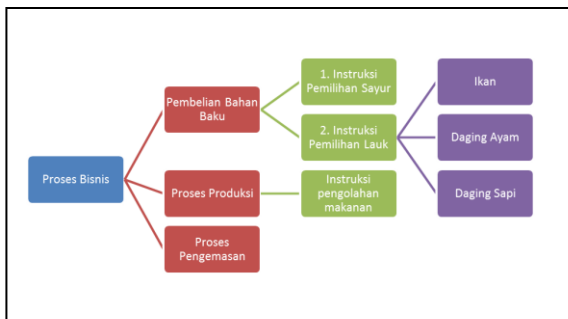 1. Instruksi
Pemilihan Sayur
Ikan
Pembelian Bahan
Baku
2. Instruksi
Pemilihan Lauk
Daging Ayam
Proses Bisnis
Proses Produksi
Instruksi
pengolahan
makanan
Daging Sapi
Proses
Pengemasan